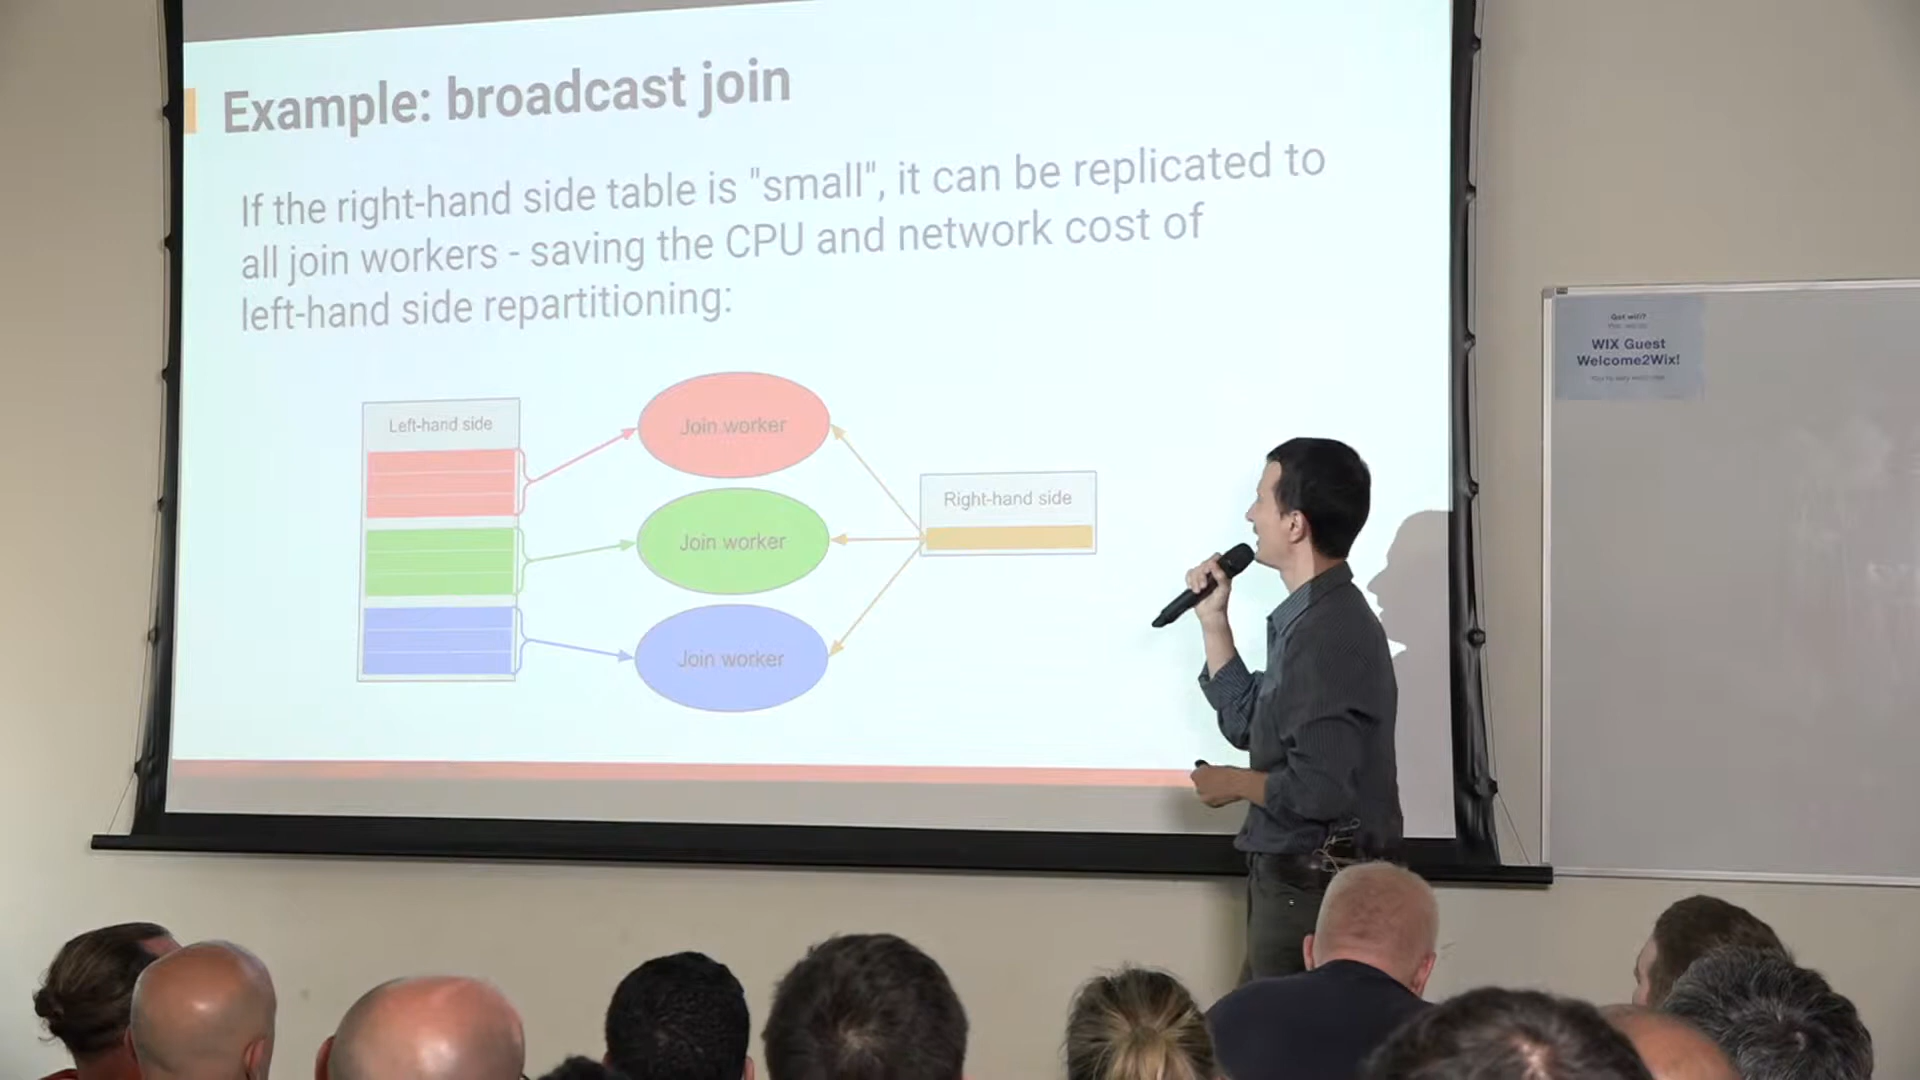 Example: broadcast join
If the right-hand side table is "small", it can be replicated to
all join workers - saving the CPU and network cost of
left-hand side repartitioning:
Left-hand side
Join worker
Join worker
Join worker
Right-hand side
Got wifi?
WIX Guest
Welcome2Wix!